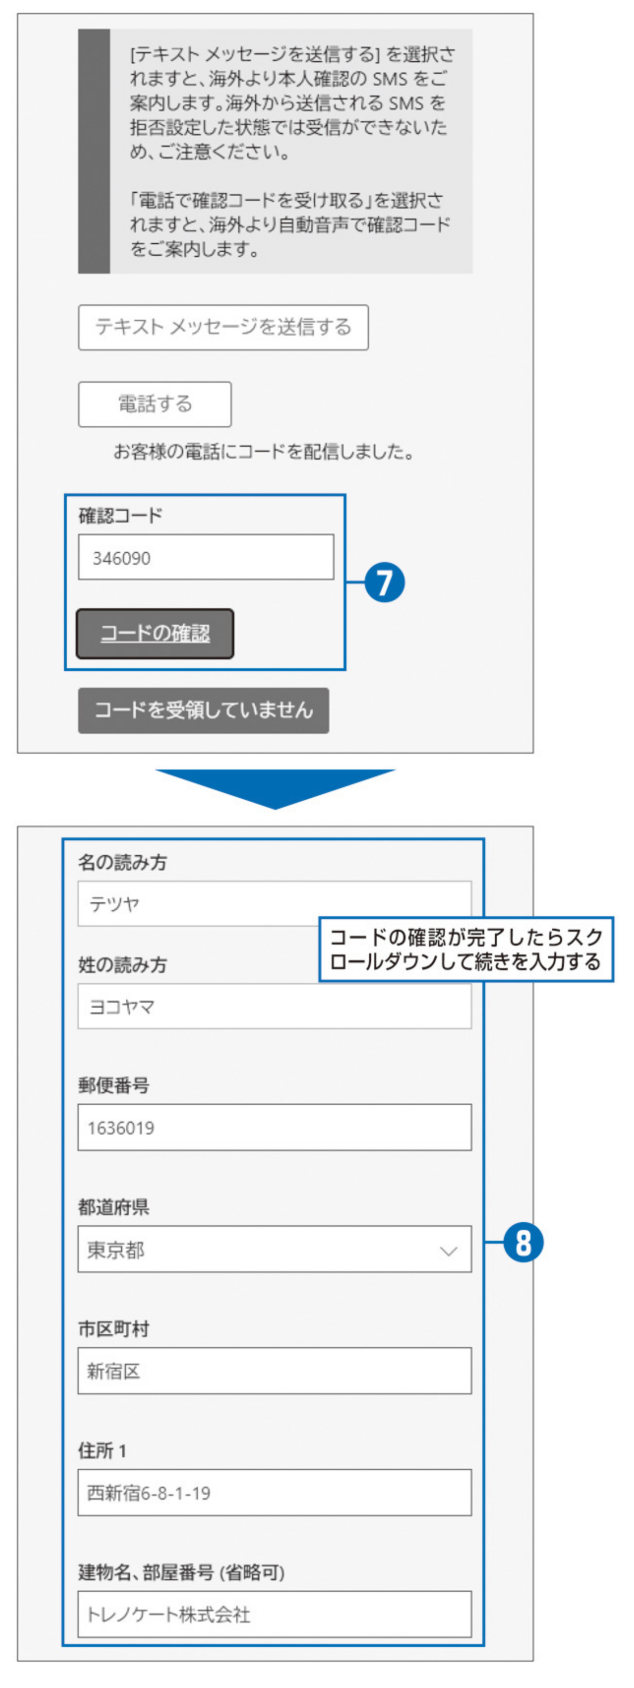 [テキスト メッセージを送信する] を選択さ
れますと、海外より本人確認の SMS をご
案内します。海外から送信される SMS を
拒否設定した状態では受信ができないた
め、ご注意ください。
「電話で確認コードを受け取る」を選択さ
れますと、海外より自動音声で確認コード
をご案内します。
テキスト メッセージを送信する
電話する
お客様の電話にコードを配信しました。
確認コード
346090
7
コードの確認
コードを受領していません
名の読み方
テツヤ
コードの確認が完了したらスク
ロールダウンして続きを入力する
姓の読み方
ヨコヤマ
郵便番号
1636019
都道府県
東京都
8
市区町村
新宿区
住所 1
西新宿6-8-1-19
建物名、部屋番号 (省略可)
トレノケート株式会社